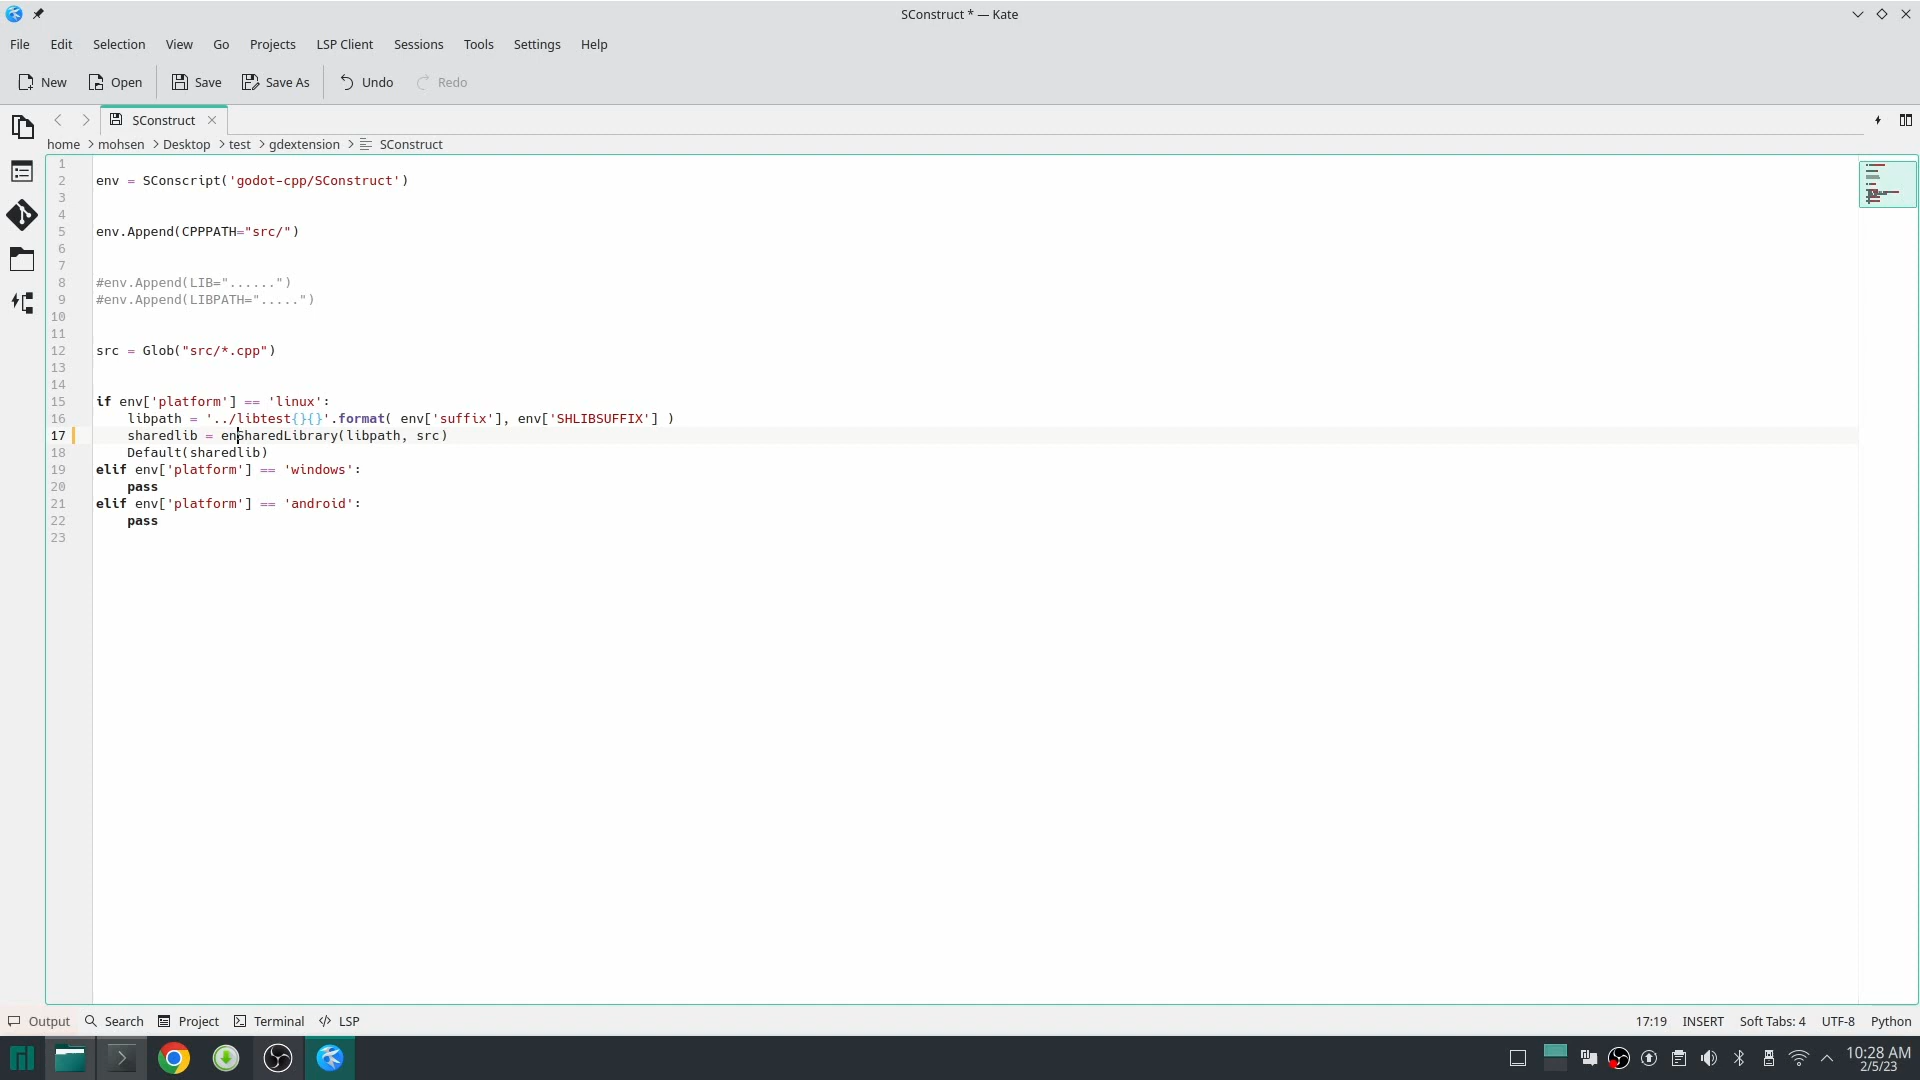 SConstruct * — Kate
File Edit Selection View Go Projects LSP Client Sessions Tools Settings Help
New Open Save Save As Undo Redo
SConstruct
home > mohsen > Desktop > test > gdextension > SConstruct
1
2 env = SConscript('godot-cpp/SConstruct')
3
4
5 env.Append(CPPPATH="src/")
6
7
8 #env.Append(LIB="......")
9 #env.Append(LIBPATH=".....")
10
11
12 src = Glob("src/*.cpp")
13
14
15 if env['platform'] == 'linux':
16     libpath = '../libtest{}{}'.format( env['suffix'], env['SHLIBSUFFIX'] )
17     sharedlib = enSharedLibrary(libpath, src)
18     Default(sharedlib)
19 elif env['platform'] == 'windows':
20     pass
21 elif env['platform'] == 'android':
22     pass
23
Output Search Project Terminal LSP 17:19 INSERT Soft Tabs: 4 UTF-8 Python
10:28 AM
2/5/23